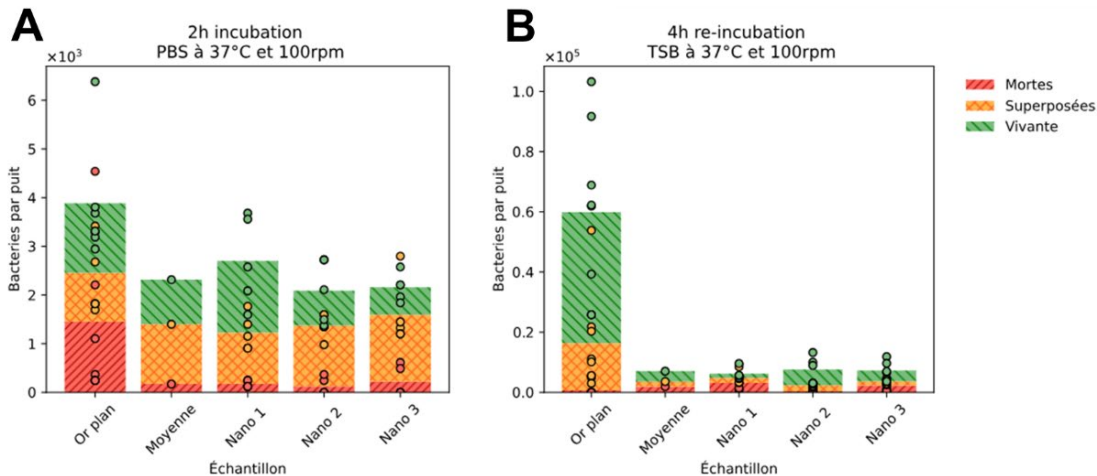 A
2h incubation
PBS à 37°C et 100rpm
×10³
Bactéries par puit
6
5
4
3
2
1
0
Or plan
Moyenne
Nano 1
Nano 2
Nano 3
Échantillon
B
4h re-incubation
TSB à 37°C et 100rpm
×10⁵
Bactéries par puit
1.0
0.8
0.6
0.4
0.2
0.0
Or plan
Moyenne
Nano 1
Nano 2
Nano 3
Échantillon
Mortes
Superposées
Vivante